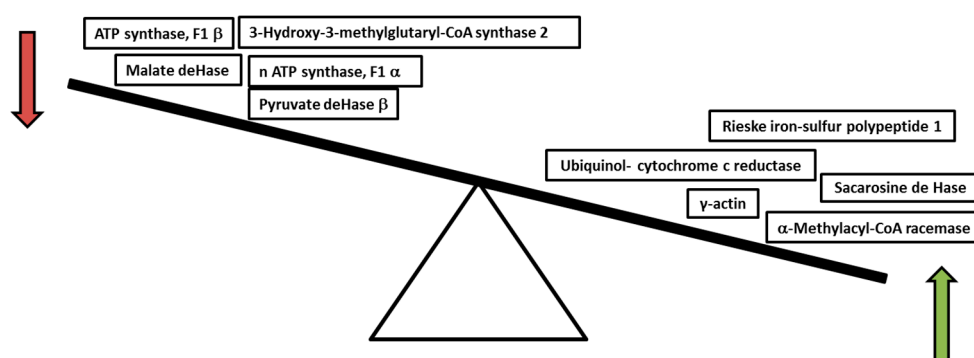 ATP synthase, F1 β
3-Hydroxy-3-methylglutaryl-CoA synthase 2
Malate deHase
n ATP synthase, F1 α
Pyruvate deHase β
Rieske iron-sulfur polypeptide 1
Ubiquinol- cytochrome c reductase
Sacarosine de Hase
γ-actin
α-Methylacyl-CoA racemase